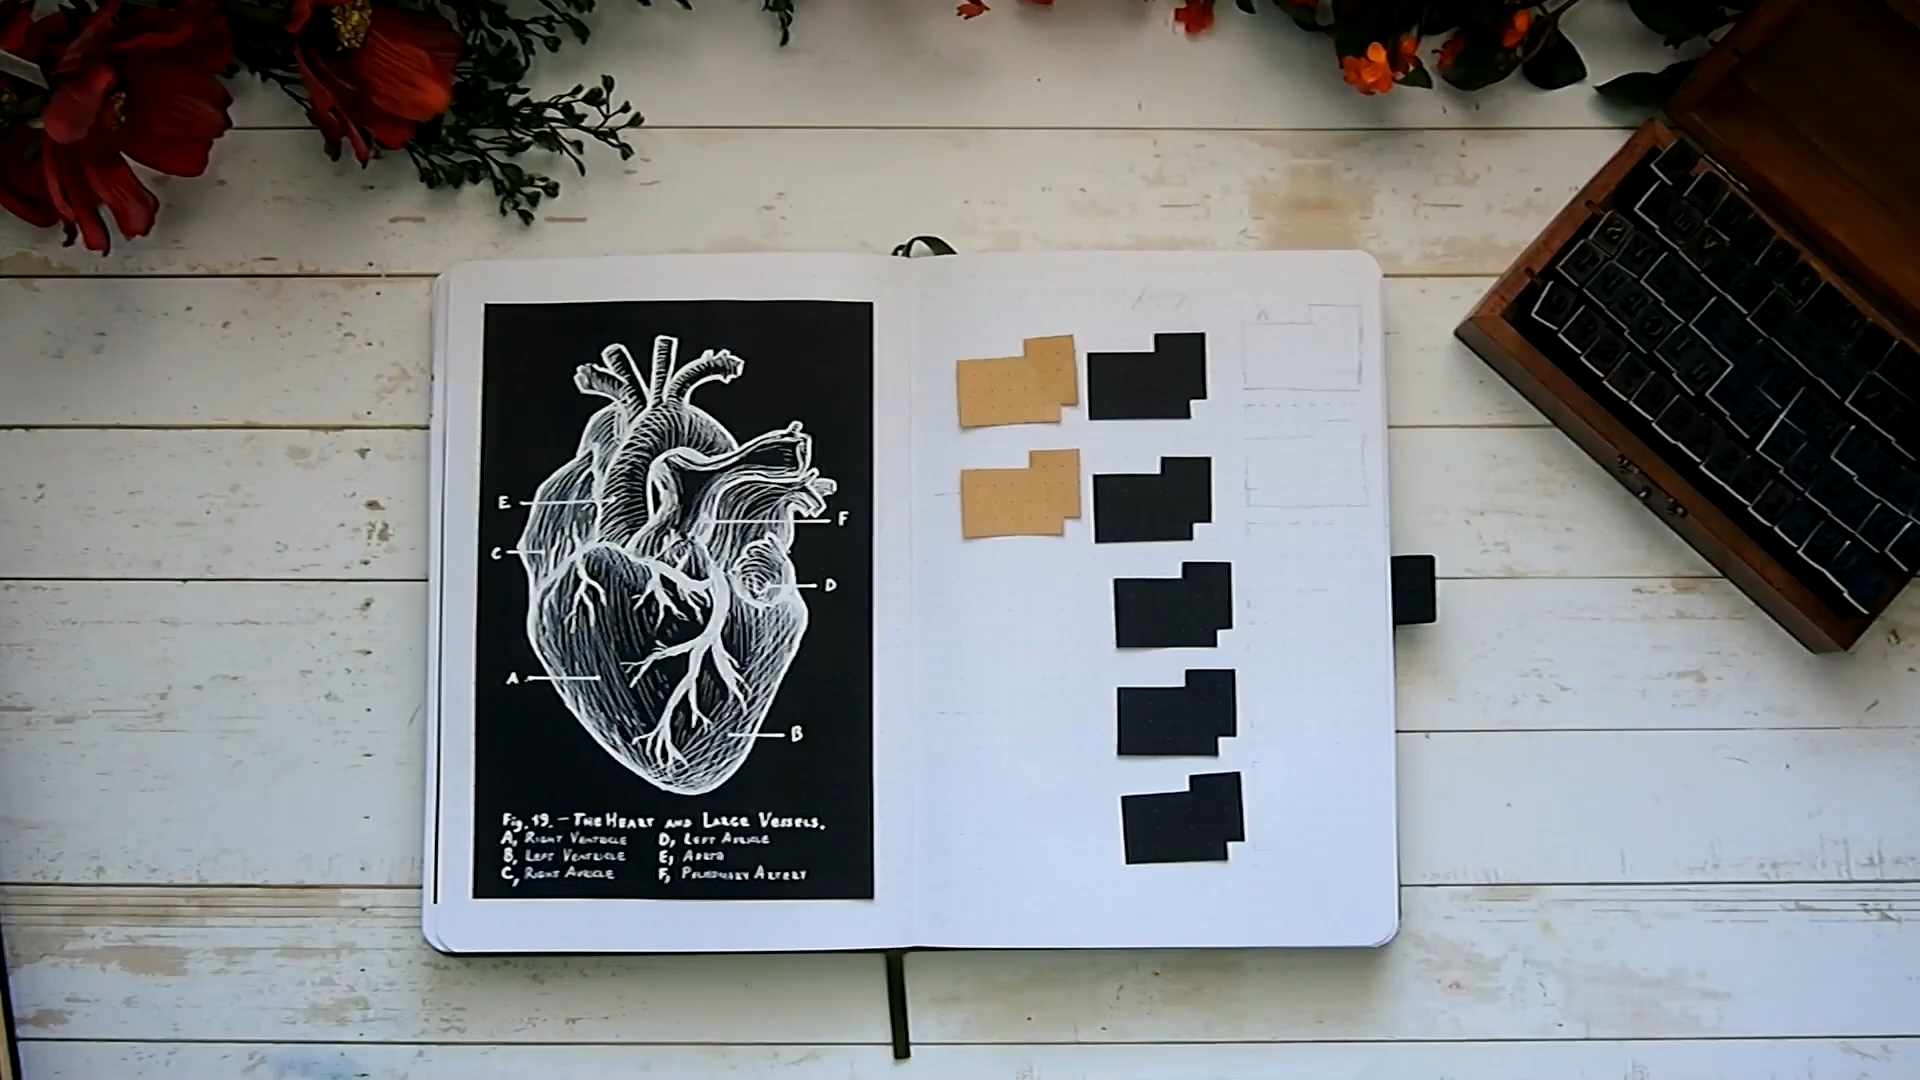 E
F
C
D
A
B
Fig. 19. – The Heart and Large Vessels.
A, Right Ventricle D, Left Auricle
B, Left Ventricle E, Aorta
C, Right Auricle F, Pulmonary Artery